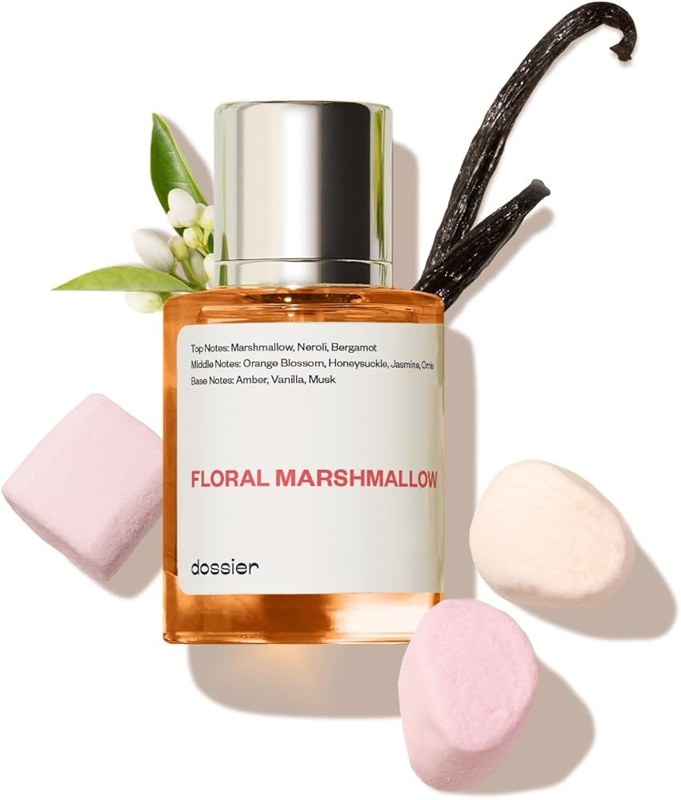 Top Notes: Marshmallow, Neroli, Bergamot
Middle Notes: Orange Blossom, Honeysuckle, Jasmine, Orris
Base Notes: Amber, Vanilla, Musk
FLORAL MARSHMALLOW
dossier